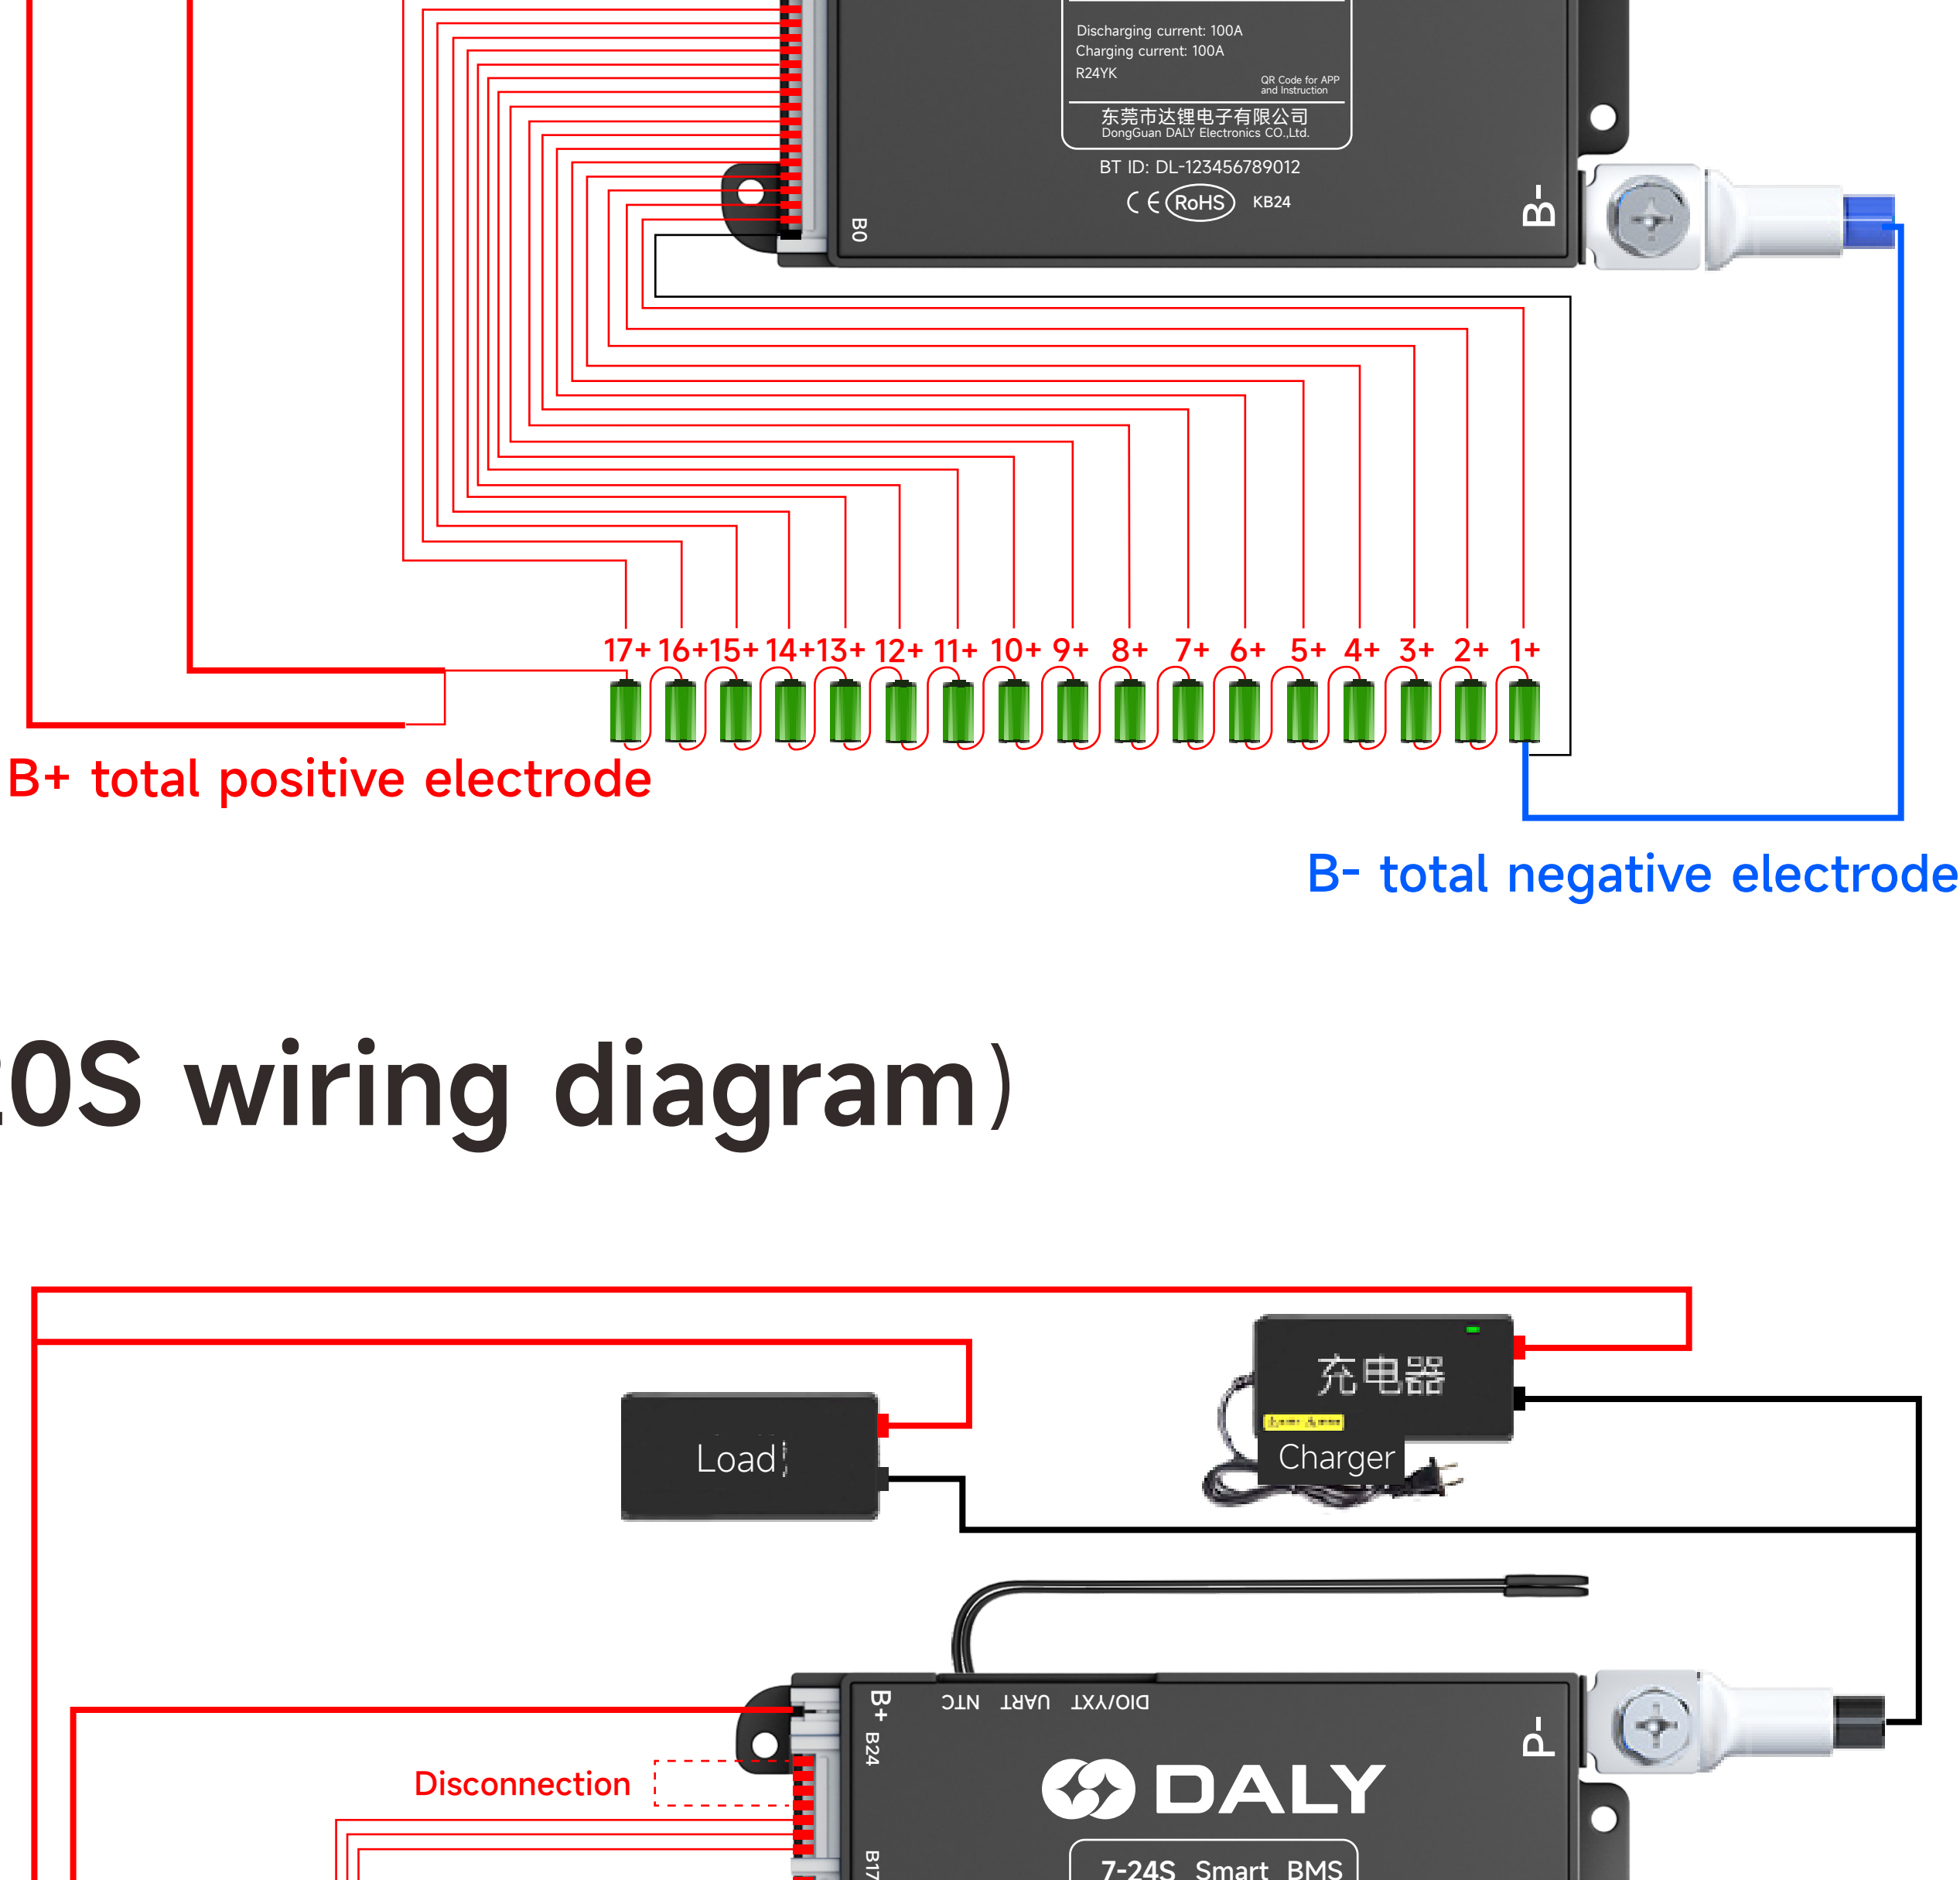 Discharging current: 100A
Charging current: 100A
R24YK
QR Code for APP
and Instruction
东莞市达锂电子有限公司
DongGuan DALY Electronics CO.,Ltd.
BT ID: DL-123456789012
CE RoHS KB24
B0
B-
17+ 16+ 15+ 14+ 13+ 12+ 11+ 10+ 9+ 8+ 7+ 6+ 5+ 4+ 3+ 2+ 1+
B+ total positive electrode
B- total negative electrode
0S wiring diagram)
充电器
Load
Charger
B+
NTC UART DIO/YXT
B24
P-
Disconnection
DALY
B17
7-24S Smart BMS